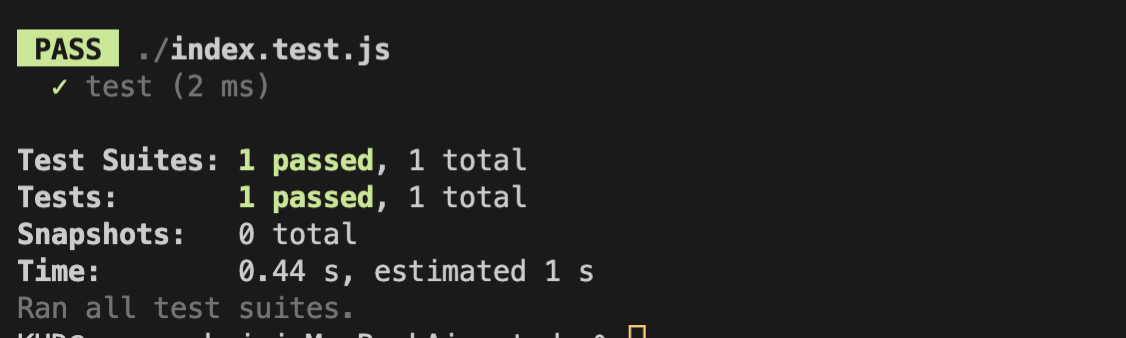 PASS ./index.test.js
✓ test (2 ms)
Test Suites: 1 passed, 1 total
Tests: 1 passed, 1 total
Snapshots: 0 total
Time: 0.44 s, estimated 1 s
Ran all test suites.